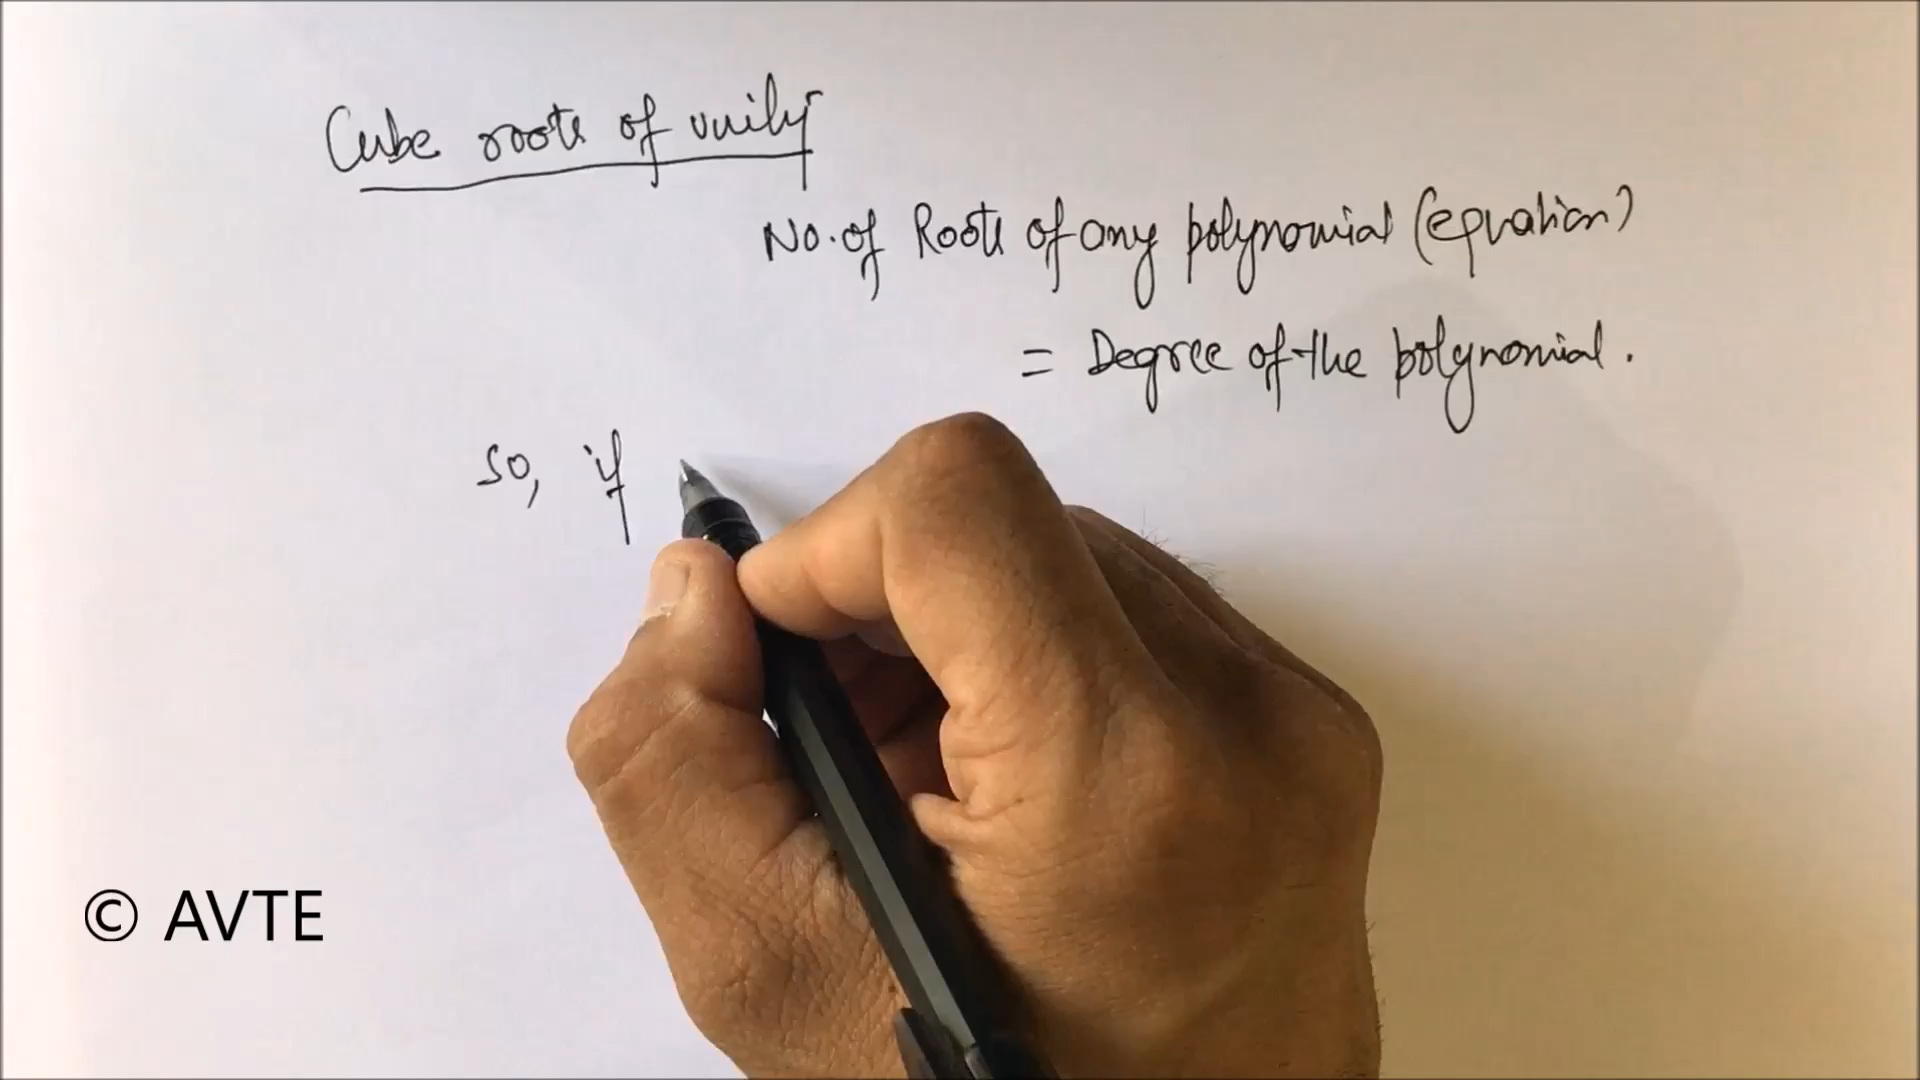 Cube roots of unity
No. of Roots of any polynomial (equation)
= Degree of the polynomial.
So, if
© AVTE